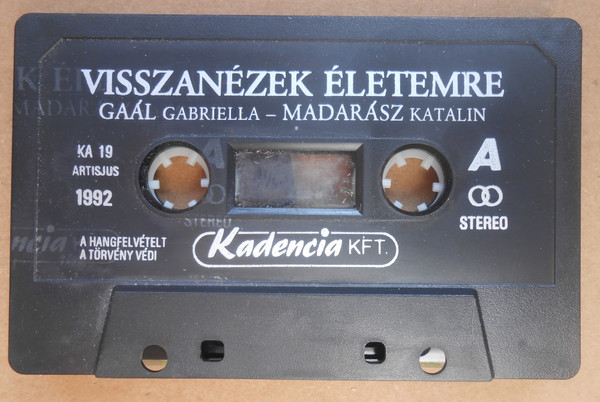 VISSZANÉZEK ÉLETEMRE
GAÁL GABRIELLA – MADARÁSZ KATALIN
KA 19
ARTISJUS
1992
A
STEREO
A HANGFELVÉTELT
A TÖRVÉNY VÉDI
Kadencia KFT.